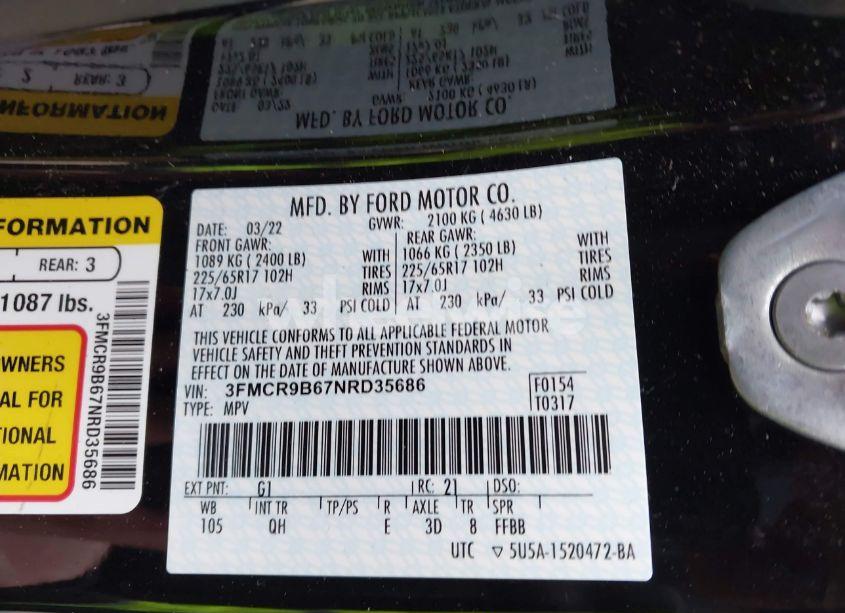 FORMATION
REAR: 3
1087 lbs.
3FMCR9B67NRD35686
WNERS
AL FOR
TIONAL
MATION
MFD. BY FORD MOTOR CO.
DATE: 03/22 GVWR: 2100 KG ( 4630 LB)
FRONT GAWR: REAR GAWR:
1089 KG (2400 LB) WITH 1066 KG ( 2350 LB) WITH
225/65R17 102H TIRES 225/65R17 102H TIRES
17x7.0J RIMS 17x7.0J RIMS
AT 230 kPa/ 33 PSI COLD AT 230 kPa/ 33 PSI COLD
THIS VEHICLE CONFORMS TO ALL APPLICABLE FEDERAL MOTOR
VEHICLE SAFETY AND THEFT PREVENTION STANDARDS IN
EFFECT ON THE DATE OF MANUFACTURE SHOWN ABOVE.
VIN: 3FMCR9B67NRD35686 F0154
TYPE: MPV T0317
EXT PNT: G1 RC: 21 DSO:
WB INT TR TP/PS R AXLE TR SPR
105 QH E 3D 8 FFBB
UTC ▽ 5U5A-1520472-BA